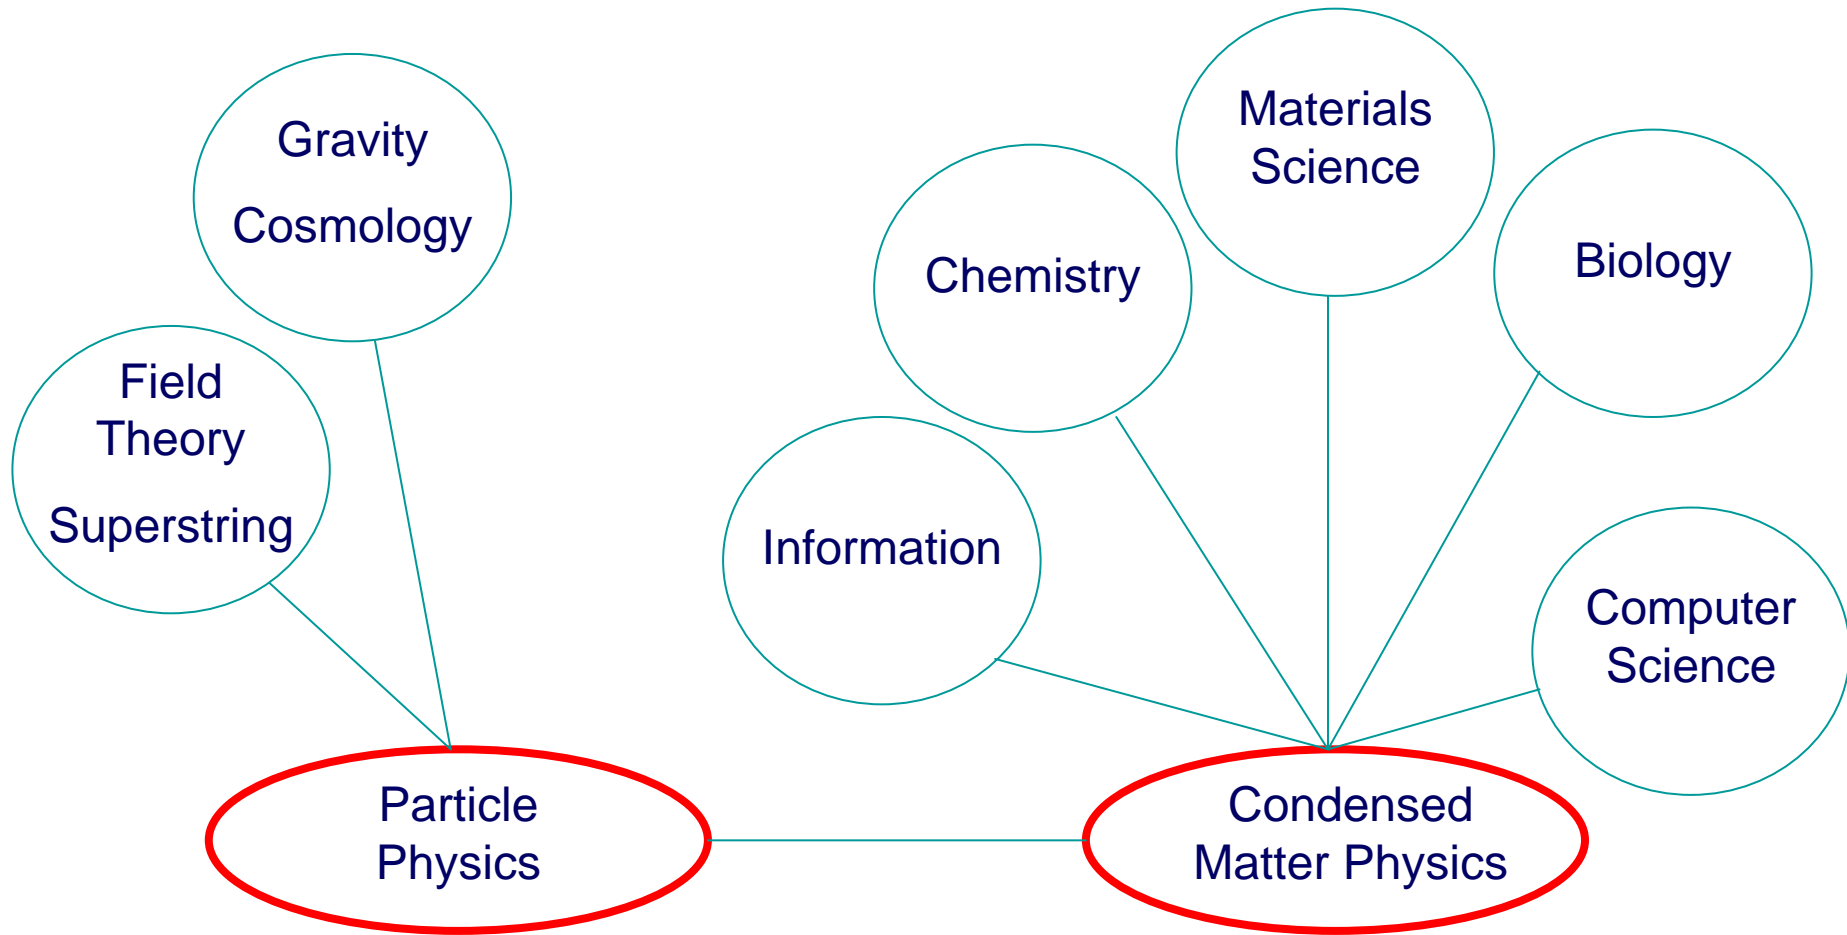 Gravity
Cosmology
Field
Theory
Superstring
Materials
Science
Chemistry
Biology
Information
Computer
Science
Particle
Physics
Condensed
Matter Physics